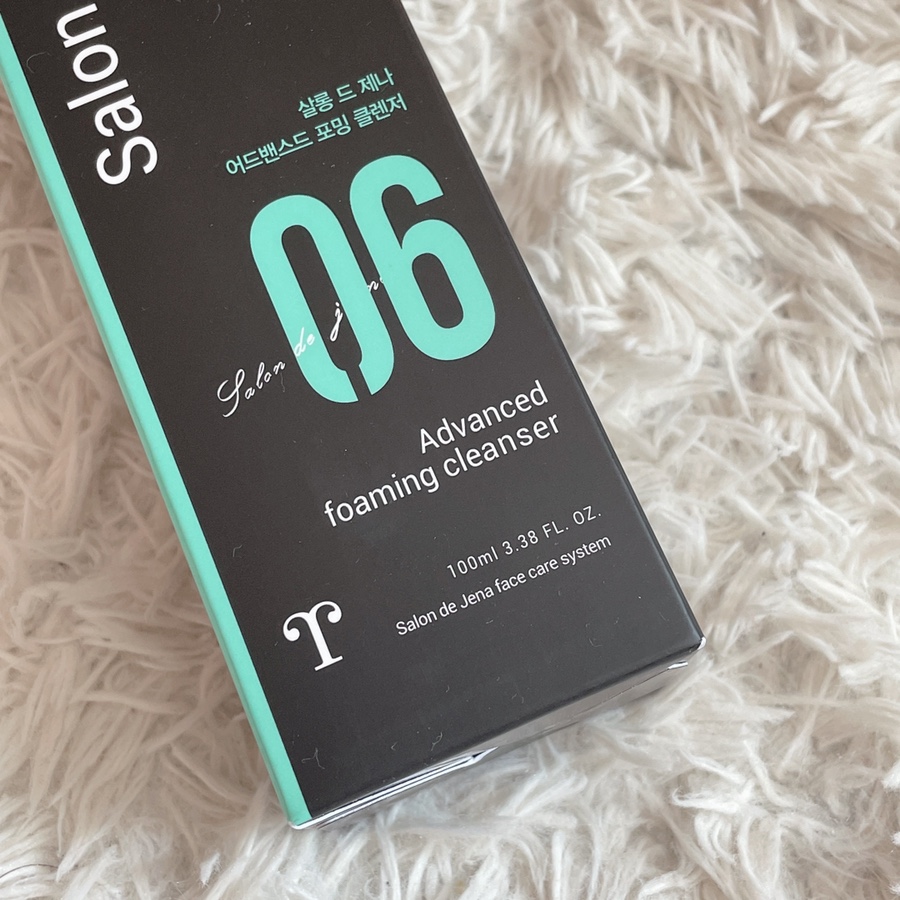 Salon
살롱 드 제나
어드밴스드 포밍 클렌저
06
Salon de j
Advanced
foaming cleanser
100ml 3.38 FL. OZ.
Salon de Jena face care system